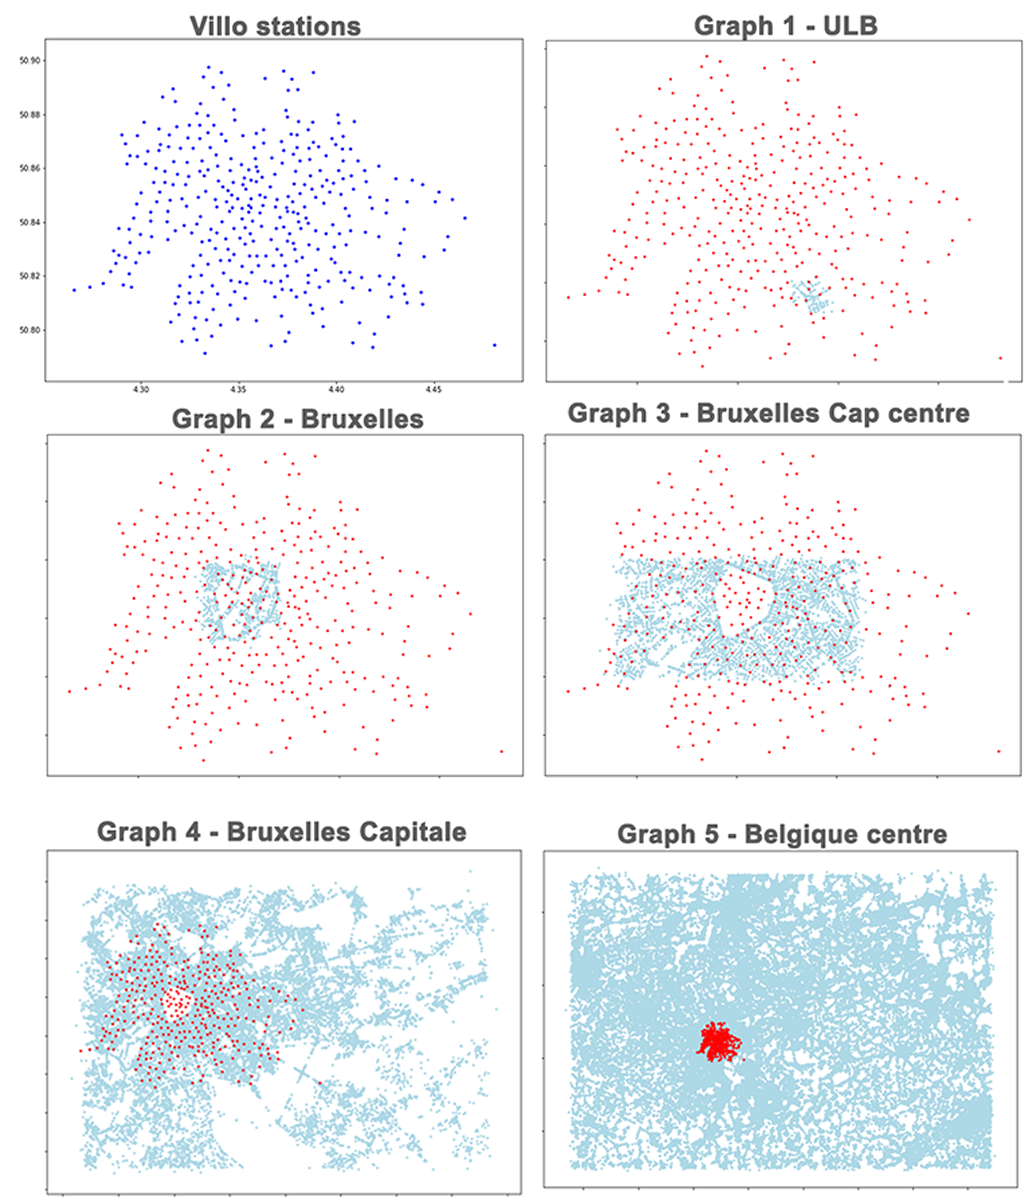 Villo stations
Graph 1 - ULB
50.90
50.88
50.86
50.84
50.82
50.80
4.30 4.35 4.40 4.45
Graph 2 - Bruxelles
Graph 3 - Bruxelles Cap centre
Graph 4 - Bruxelles Capitale
Graph 5 - Belgique centre